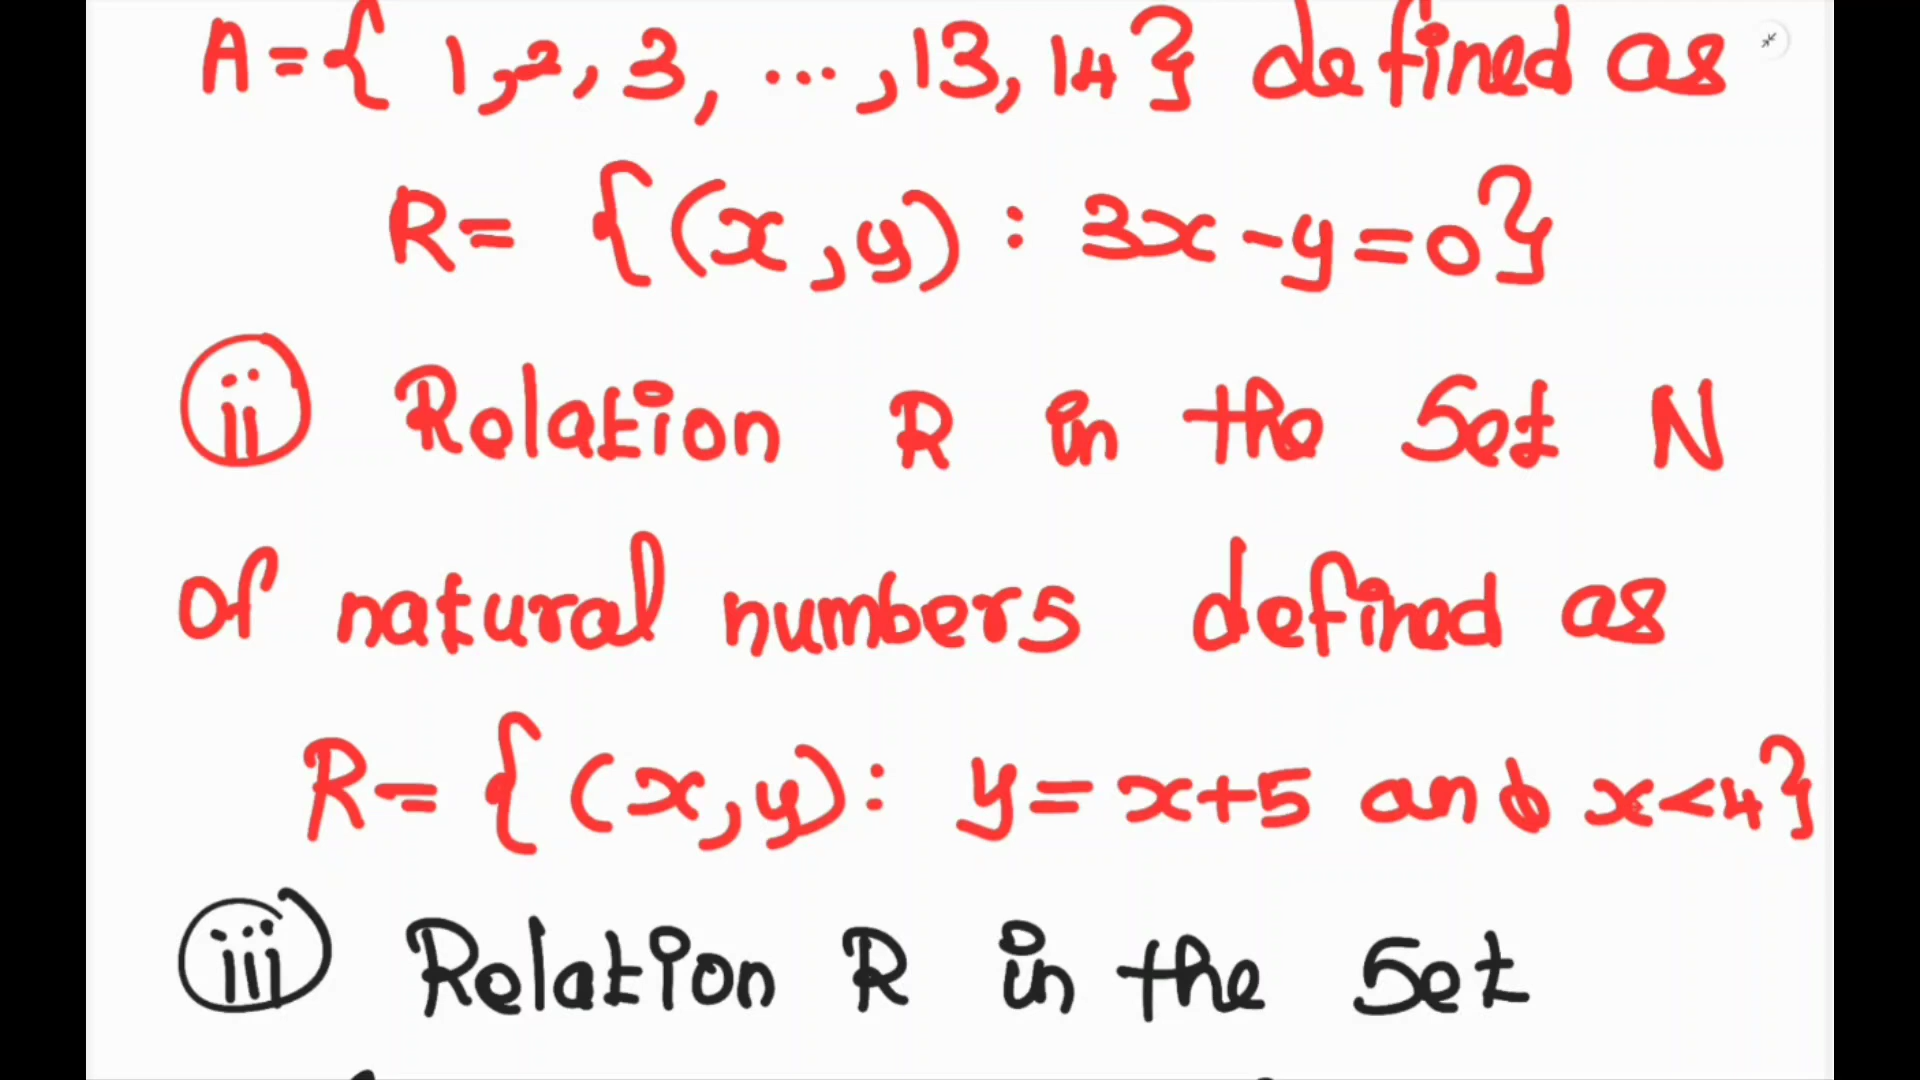 A={ 1,2,3, ...,13,14} defined as
R= {(x,y) : 3x-y=0}
ii Relation R in the Set N
of natural numbers defined as
R= {(x,y): y=x+5 and x<4}
iii Relation R in the Set